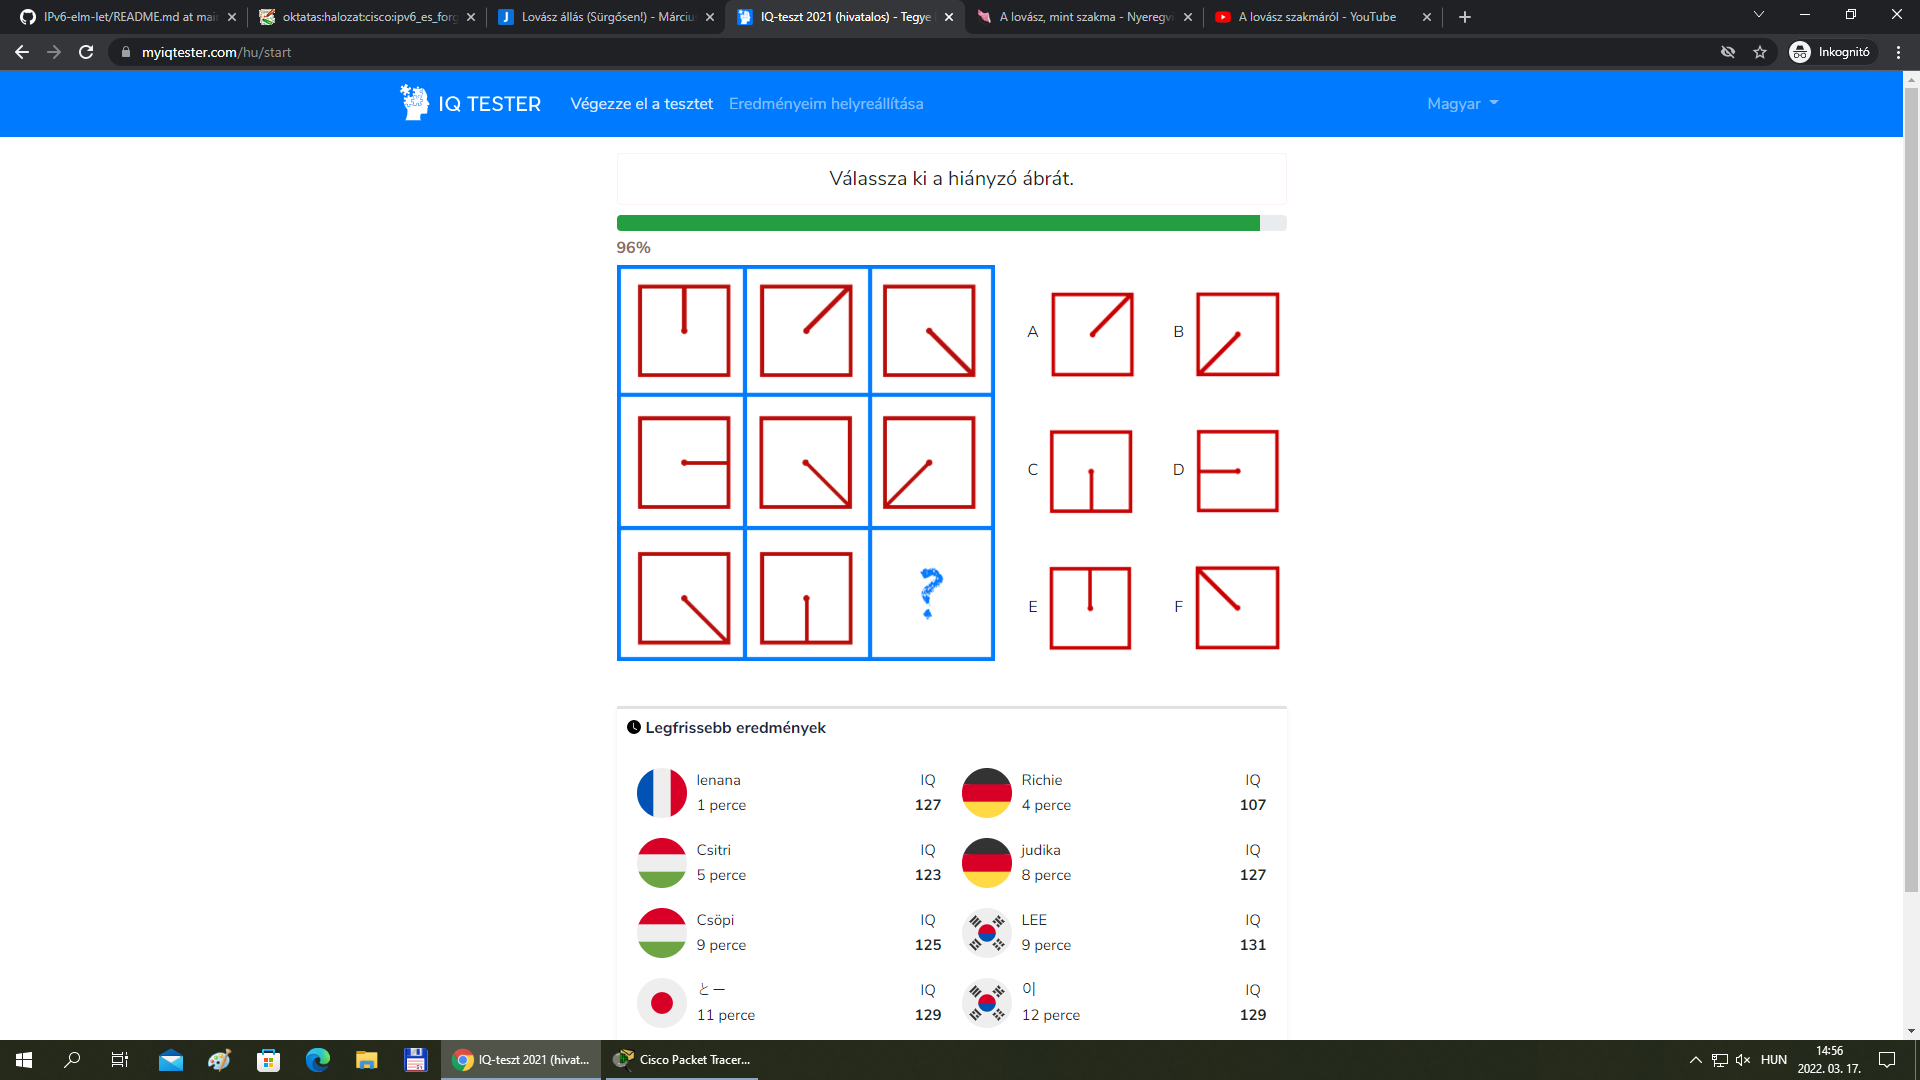 IPv6-elm-let/README.md at mai
oktatas:halozat:cisco:ipv6_es_forg
Lovász állás (Sürgősen!) - Márciu
IQ-teszt 2021 (hivatalos) - Tegye
A lovász, mint szakma - Nyeregvi
A lovász szakmáról - YouTube
myiqtester.com/hu/start
Inkognitó
IQ TESTER
Végezze el a tesztet
Eredményeim helyreállítása
Magyar
Válassza ki a hiányzó ábrát.
96%
A
B
C
D
?
E
F
Legfrissebb eredmények
lenana
IQ
Richie
IQ
1 perce
127
4 perce
107
Csitri
IQ
judika
IQ
5 perce
123
8 perce
127
Csöpi
IQ
LEE
IQ
9 perce
125
9 perce
131
とー
IQ
이
IQ
11 perce
129
12 perce
129
IQ-teszt 2021 (hivat...
Cisco Packet Tracer...
HUN
14:56
2022. 03. 17.